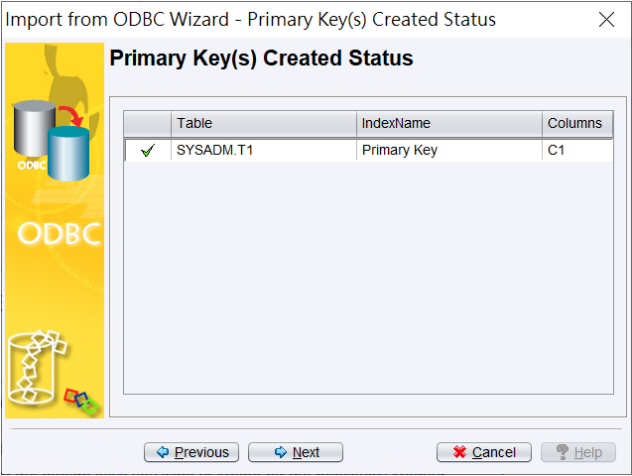 Import from ODBC Wizard - Primary Key(s) Created Status
Primary Key(s) Created Status
Table IndexName Columns
SYSADM.T1 Primary Key C1
ODBC
ODBC
Previous Next Cancel Help